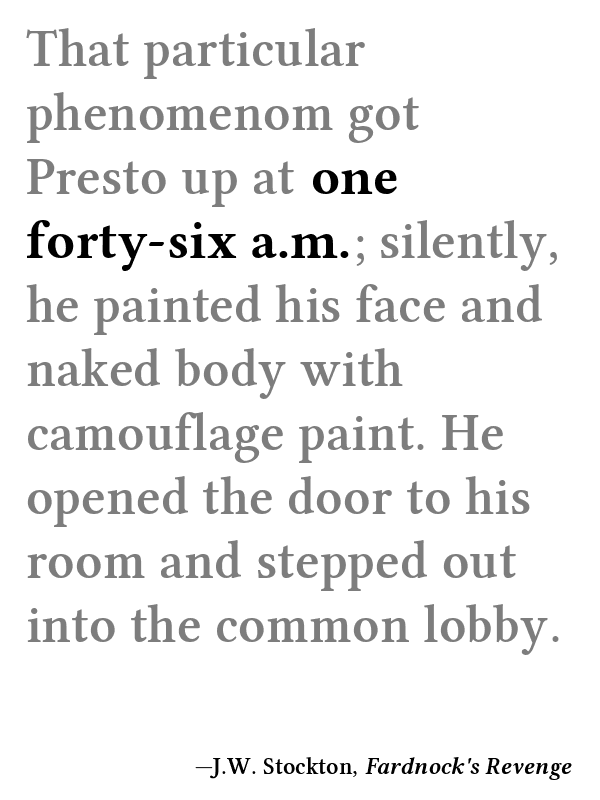 That particular
phenomenom got
Presto up at one
forty-six a.m.; silently,
he painted his face and
naked body with
camouflage paint. He
opened the door to his
room and stepped out
into the common lobby.
—J.W. Stockton, Fardnock's Revenge